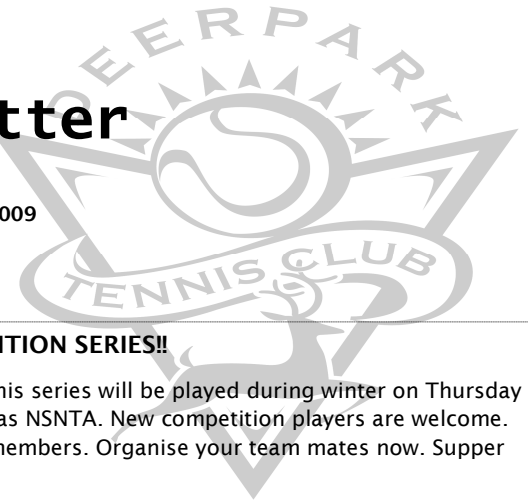 DEERPARK
tter
009
TENNIS CLUB
ITION SERIES!!
nis series will be played during winter on Thursday
as NSNTA. New competition players are welcome.
members. Organise your team mates now. Supper